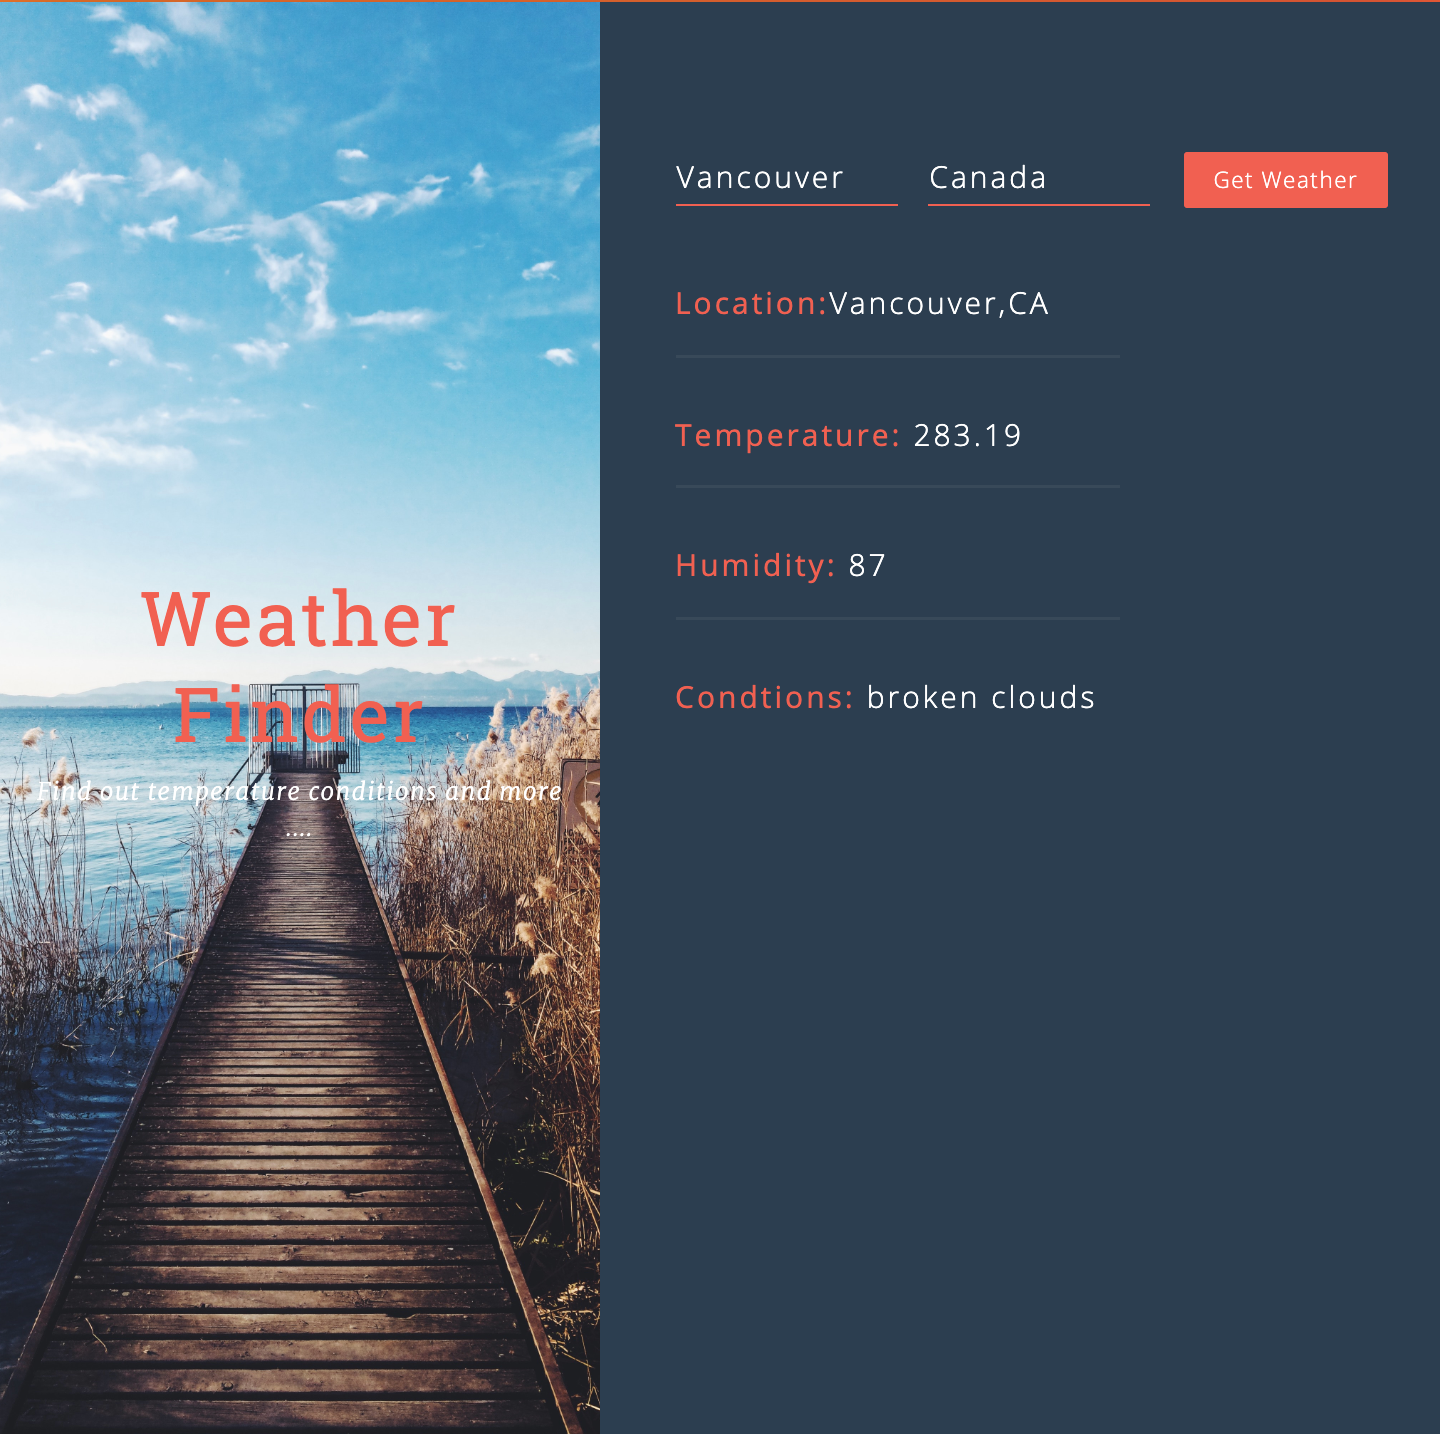 Weather
Finder
Find out temperature conditions and more
....
Vancouver Canada Get Weather
Location:Vancouver,CA
Temperature: 283.19
Humidity: 87
Condtions: broken clouds